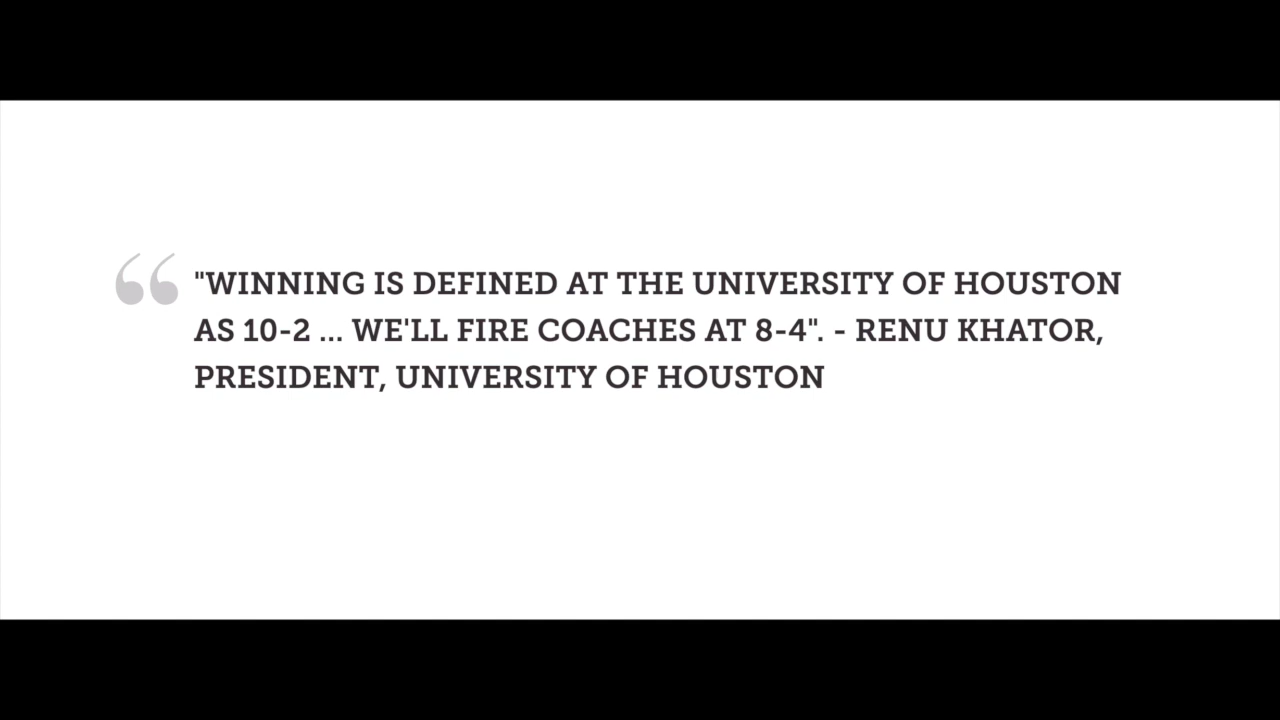 "WINNING IS DEFINED AT THE UNIVERSITY OF HOUSTON
AS 10-2 ... WE'LL FIRE COACHES AT 8-4". - RENU KHATOR,
PRESIDENT, UNIVERSITY OF HOUSTON